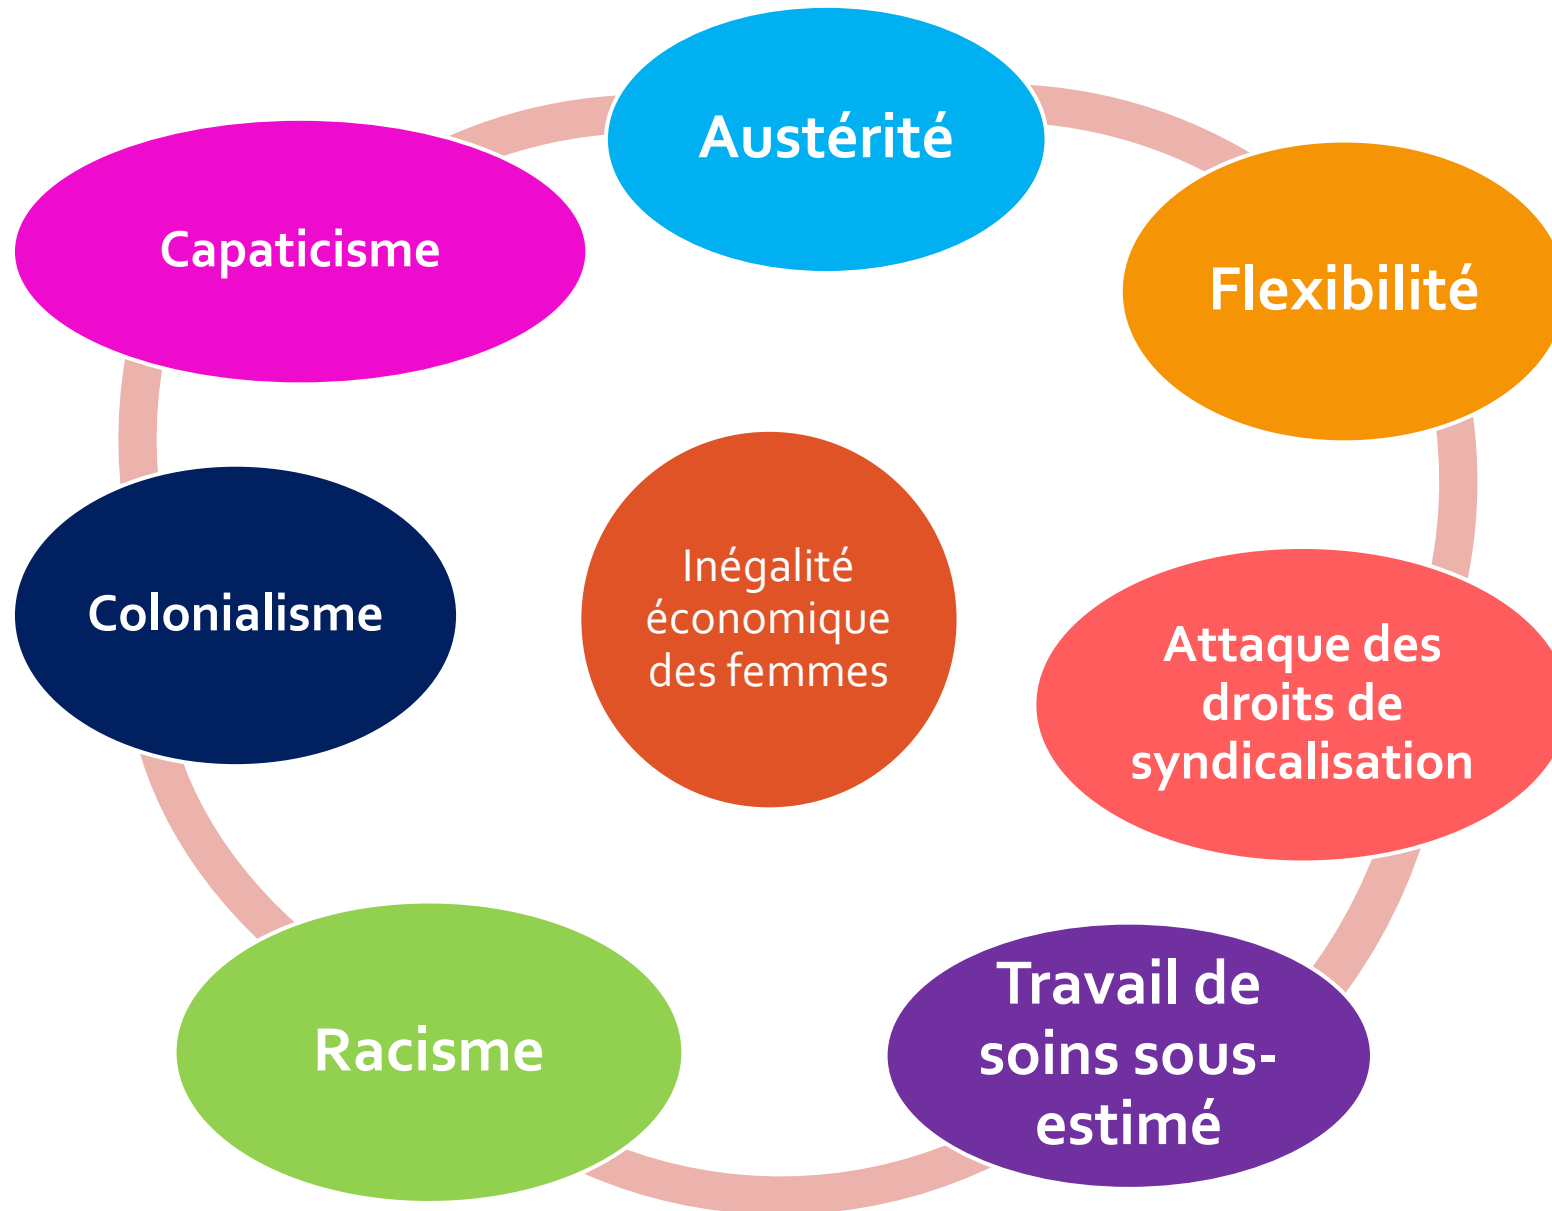 Austérité
Capaticisme
Flexibilité
Inégalité
économique
des femmes
Colonialisme
Attaque des
droits de
syndicalisation
Travail de
soins sous-
estimé
Racisme